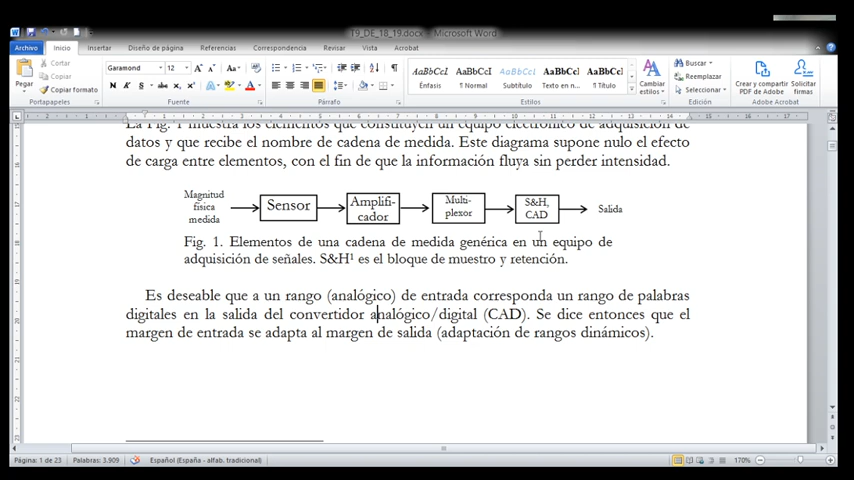 T9_DE_18_19.docx - Microsoft Word
Archivo Inicio Insertar Diseño de página Referencias Correspondencia Revisar Vista Acrobat
Pegar
Cortar
Copiar
Copiar formato
Portapapeles
Garamond 12
N K S
Fuente
Párrafo
AaBbCcI AaBbCcI AaBbCcI AaBbCcI AaBbCcI
Énfasis ¶ Normal Subtítulo Texto en n... ¶ Título
Estilos
Cambiar estilos
Buscar
Reemplazar
Seleccionar
Edición
Crear y compartir Adobe PDF
Solicitar comentarios
Adobe Acrobat
La Fig. 1 muestra los elementos que constituyen un equipo electrónico de adquisición de
datos y que recibe el nombre de cadena de medida. Este diagrama supone nulo el efecto
de carga entre elementos, con el fin de que la información fluya sin perder intensidad.
Magnitud
física
medida
Sensor
Amplifi-
cador
Multi-
plexor
S&H,
CAD
Salida
Fig. 1. Elementos de una cadena de medida genérica en un equipo de
adquisición de señales. S&H¹ es el bloque de muestro y retención.
Es deseable que a un rango (analógico) de entrada corresponda un rango de palabras
digitales en la salida del convertidor analógico/digital (CAD). Se dice entonces que el
margen de entrada se adapta al margen de salida (adaptación de rangos dinámicos).
Página: 1 de 23 Palabras: 3.909 Español (España - alfab. tradicional) 170%